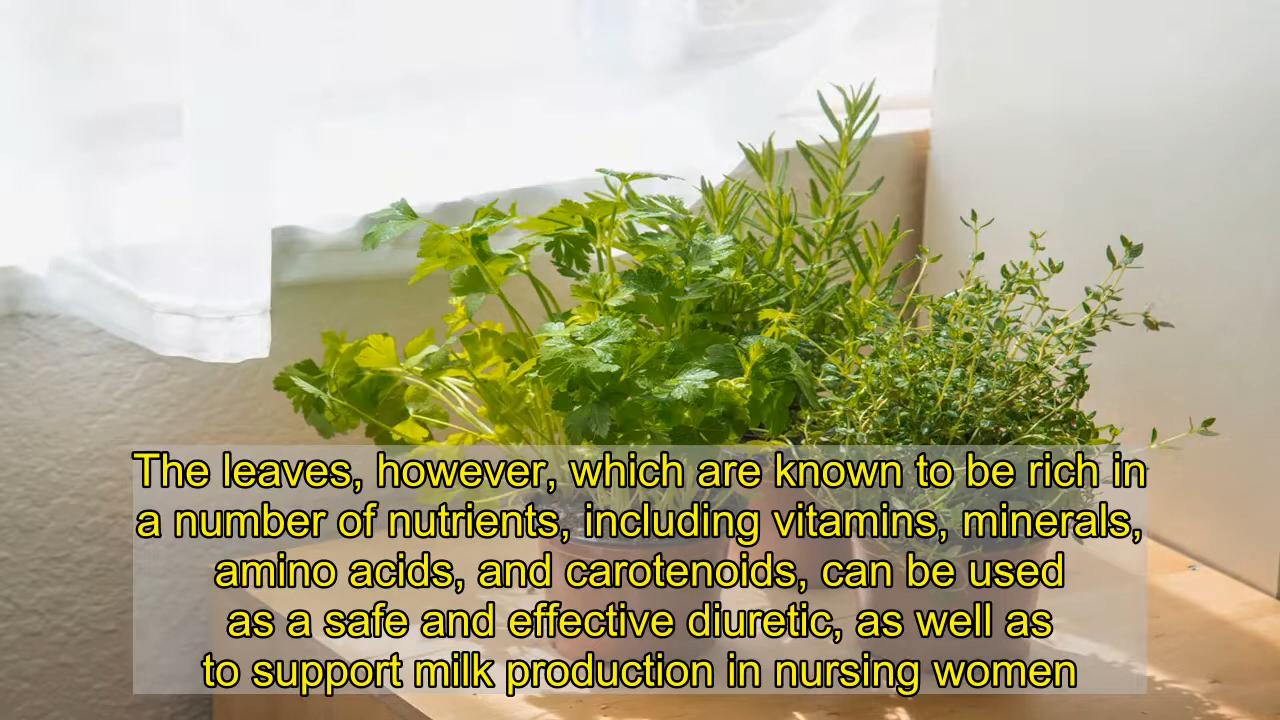 The leaves, however, which are known to be rich in
a number of nutrients, including vitamins, minerals,
amino acids, and carotenoids, can be used
as a safe and effective diuretic, as well as
to support milk production in nursing women